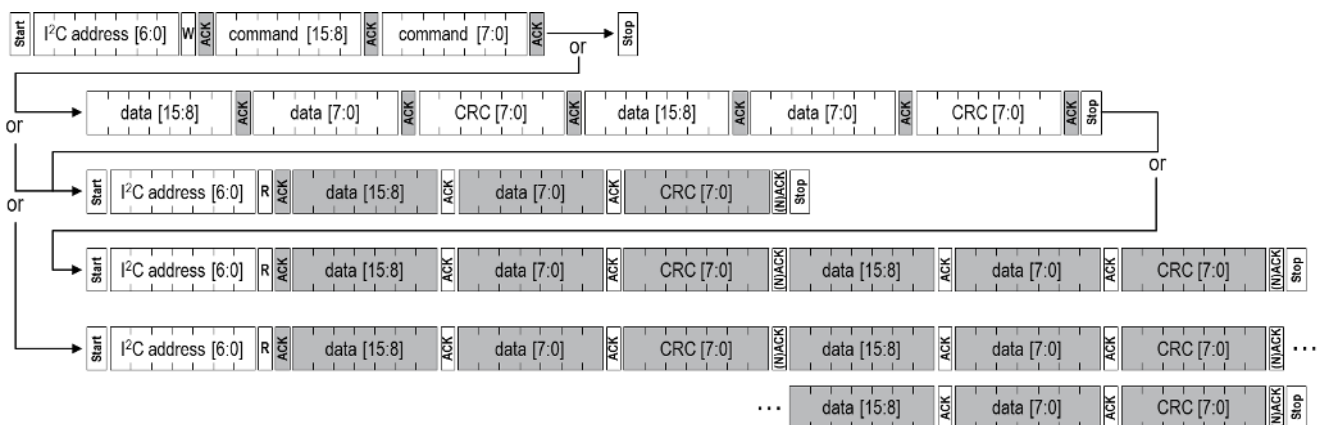 Start I²C address [6:0] W ACK command [15:8] ACK command [7:0] ACK or Stop
or data [15:8] ACK data [7:0] ACK CRC [7:0] ACK data [15:8] ACK data [7:0] ACK CRC [7:0] ACK Stop
or
Start I²C address [6:0] R ACK data [15:8] ACK data [7:0] ACK CRC [7:0] (N)ACK Stop
or
Start I²C address [6:0] R ACK data [15:8] ACK data [7:0] ACK CRC [7:0] (N)ACK data [15:8] ACK data [7:0] ACK CRC [7:0] (N)ACK Stop
Start I²C address [6:0] R ACK data [15:8] ACK data [7:0] ACK CRC [7:0] (N)ACK data [15:8] ACK data [7:0] ACK CRC [7:0] (N)ACK ...
... data [15:8] ACK data [7:0] ACK CRC [7:0] (N)ACK Stop